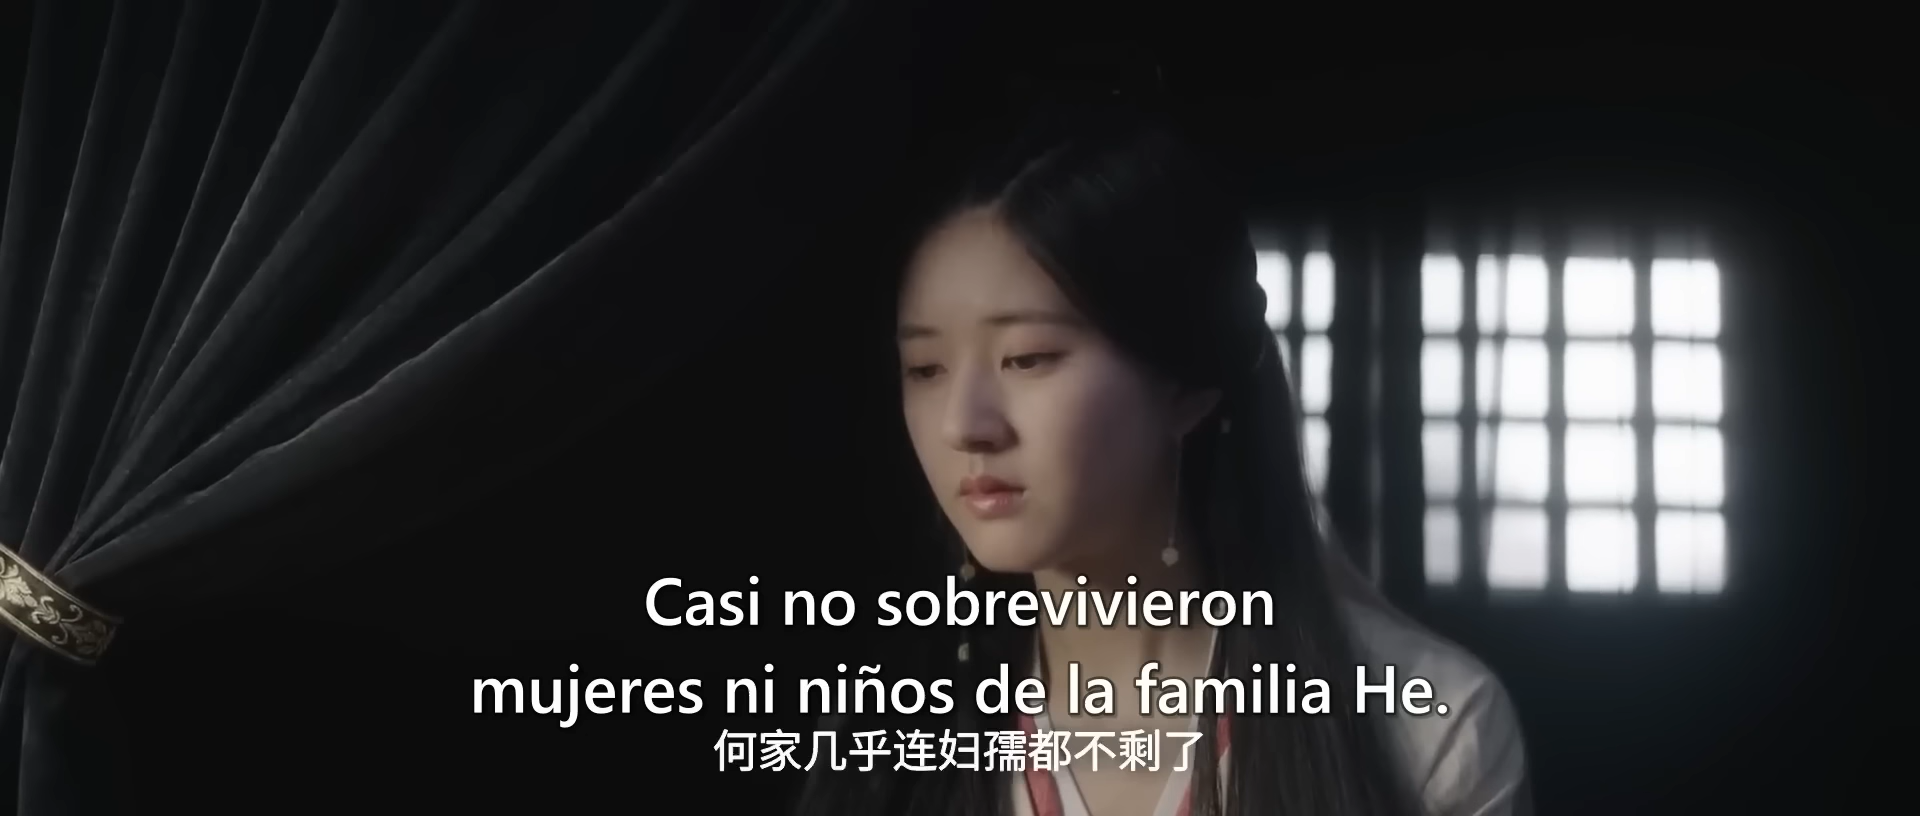 Casi no sobrevivieron
mujeres ni niños de la familia He.
何家几乎连妇孺都不剩了